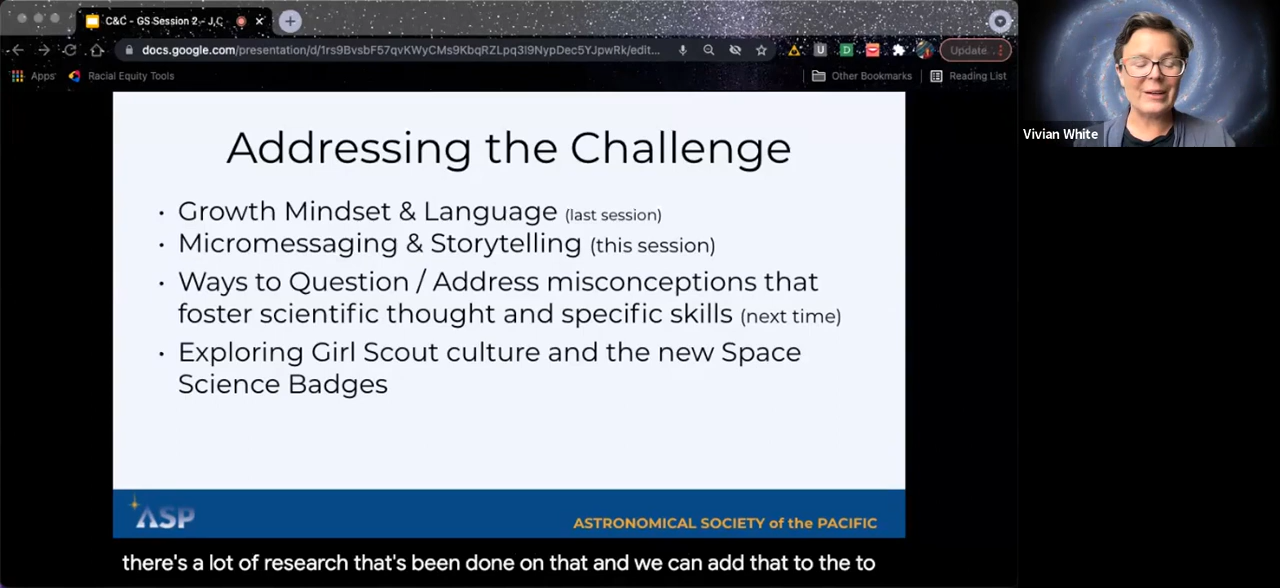 C&C - GS Session 2 - J,C
docs.google.com/presentation/d/1rs9BvsbF57qvKWyCMs9KbqRZLpq3l9NypDec5YJpwRk/edit...
Update
Apps
Racial Equity Tools
Other Bookmarks
Reading List
Vivian White
Addressing the Challenge
• Growth Mindset & Language (last session)
• Micromessaging & Storytelling (this session)
• Ways to Question / Address misconceptions that
foster scientific thought and specific skills (next time)
• Exploring Girl Scout culture and the new Space
Science Badges
ASP
ASTRONOMICAL SOCIETY of the PACIFIC
there's a lot of research that's been done on that and we can add that to the to